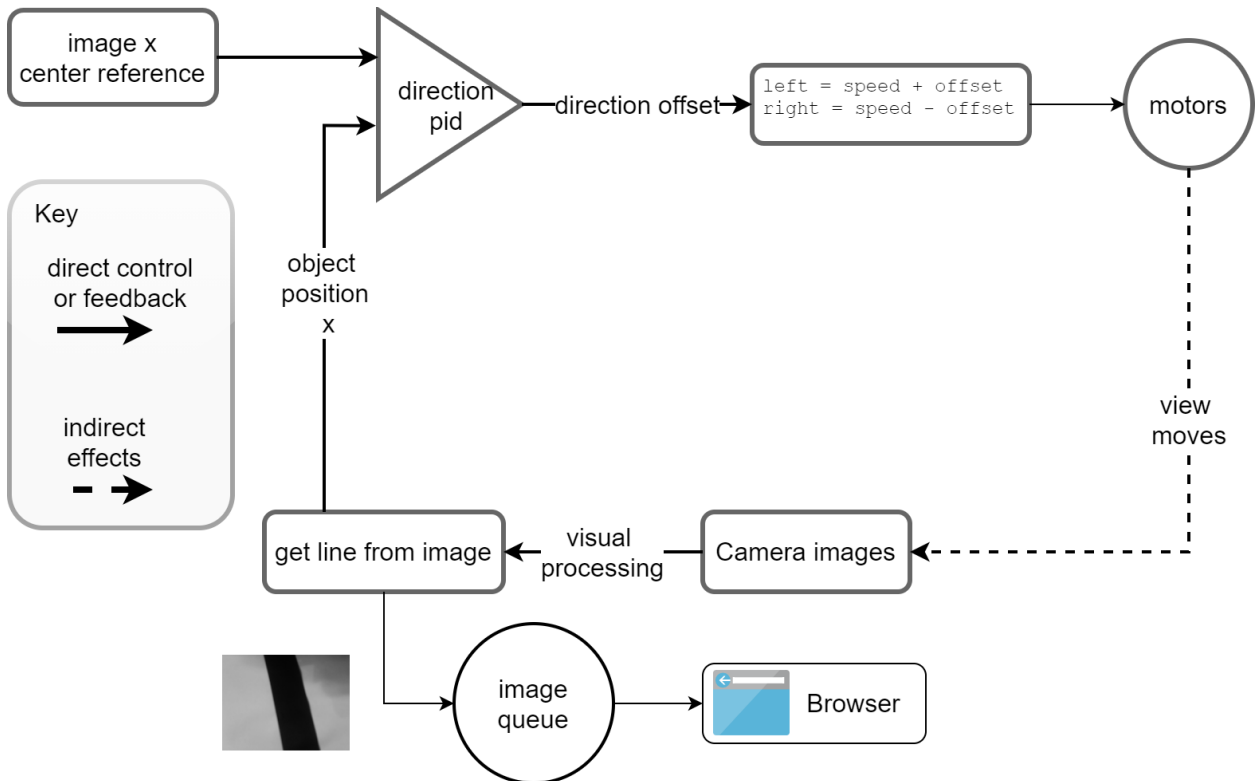 image x
center reference
direction
pid
direction offset
left = speed + offset
right = speed - offset
motors
Key
direct control
or feedback
indirect
effects
object
position
x
view
moves
get line from image
visual
processing
Camera images
image
queue
Browser